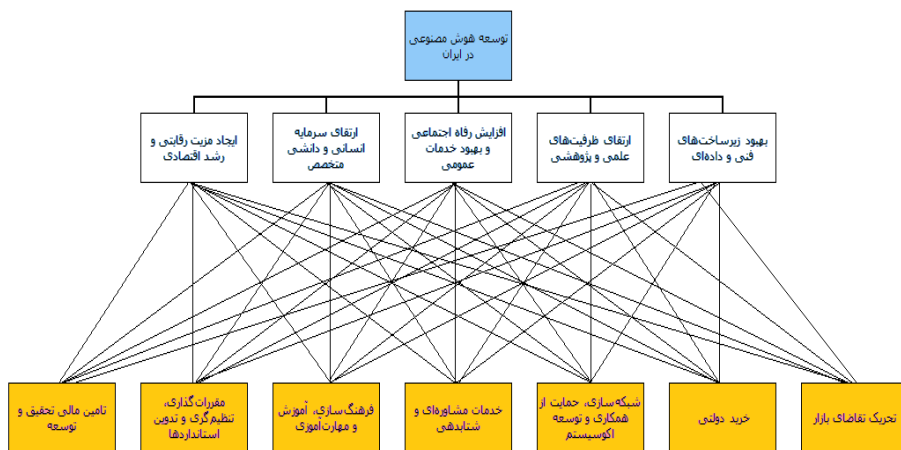 توسعه هوش مصنوعی
در ایران
بهبود زیرساخت‌های
فنی و داده‌ای
ارتقای ظرفیت‌های
علمی و پژوهشی
افزایش رفاه اجتماعی
و بهبود خدمات
عمومی
ارتقای سرمایه
انسانی و دانشی
متخصص
ایجاد مزیت رقابتی و
رشد اقتصادی
تحریک تقاضای بازار
خرید دولتی
شبکه‌سازی، حمایت از
همکاری و توسعه
اکوسیستم
خدمات مشاوره‌ای و
شتابدهی
فرهنگ‌سازی، آموزش
و مهارت‌آموزی
مقررات‌گذاری،
تنظیم‌گری و تدوین
استانداردها
تامین مالی تحقیق و
توسعه